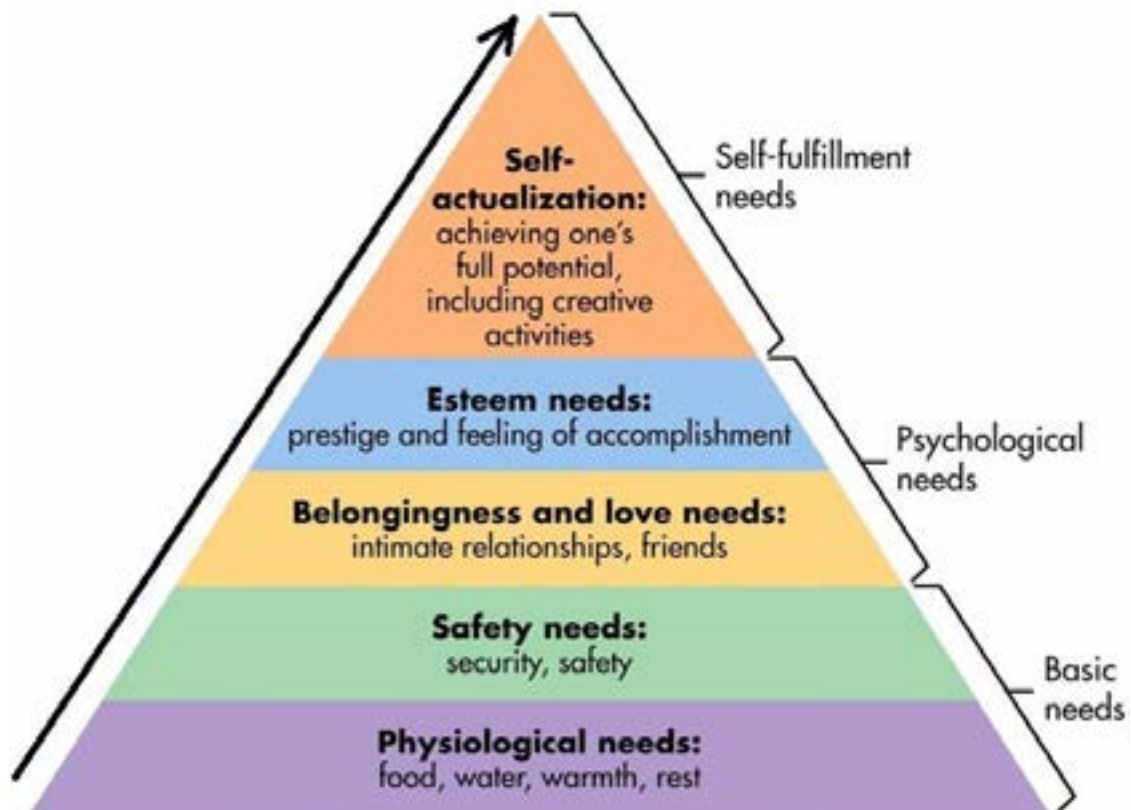 Self-
actualization:
achieving one's
full potential,
including creative
activities
Self-fulfillment
needs
Esteem needs:
prestige and feeling of accomplishment
Psychological
needs
Belongingness and love needs:
intimate relationships, friends
Safety needs:
security, safety
Basic
needs
Physiological needs:
food, water, warmth, rest